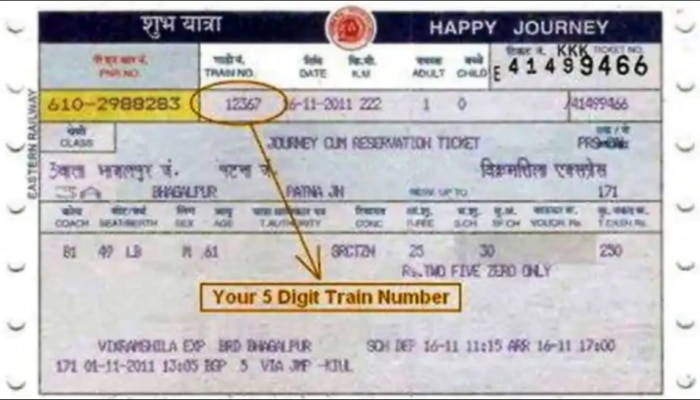 शुभ यात्रा HAPPY JOURNEY
पी एन आर नं. गाड़ी नं. तिथि कि.मी. वयस्क बच्चे टिकट नं. KKK TICKET NO.
PNR NO. TRAIN NO. DATE K.M ADULT CHILD E 41499466
610-2988283 12367 16-11-2011 222 1 0 /41499466
EASTERN RAILWAY
श्रेणी
CLASS JOURNEY CUM RESERVATION TICKET
भागलपुर जं. पटना जं. विक्रमशिला एक्सप्रेस
3A BHAGALPUR PATNA JN RESV. UP TO 171
COACH SEAT/BERTH SEX AGE T.AUTHORITY CONC R.FEE S.CH SF.CH VOUCH Rs. T.CASH Rs.
B1 49 LB M 61 SRCTZN 25 30 250
Rs.TWO FIVE ZERO ONLY
Your 5 Digit Train Number
VIKRAMSHILA EXP BRD BHAGALPUR SCH DEP 16-11 11:15 ARR 16-11 17:00
171 01-11-2011 13:05 BGP 5 VIA JMP -KIUL